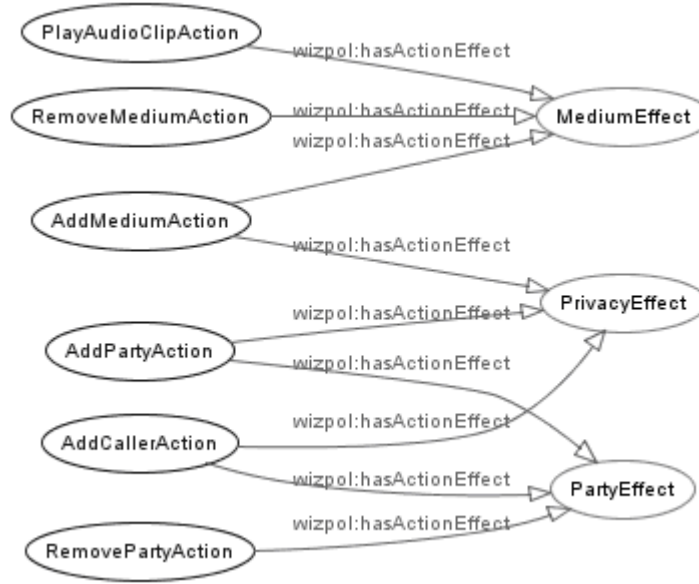 PlayAudioClipAction
wizpol:hasActionEffect
RemoveMediumAction
wizpol:hasActionEffect
MediumEffect
wizpol:hasActionEffect
AddMediumAction
wizpol:hasActionEffect
PrivacyEffect
wizpol:hasActionEffect
AddPartyAction
wizpol:hasActionEffect
wizpol:hasActionEffect
AddCallerAction
wizpol:hasActionEffect
PartyEffect
wizpol:hasActionEffect
RemovePartyAction